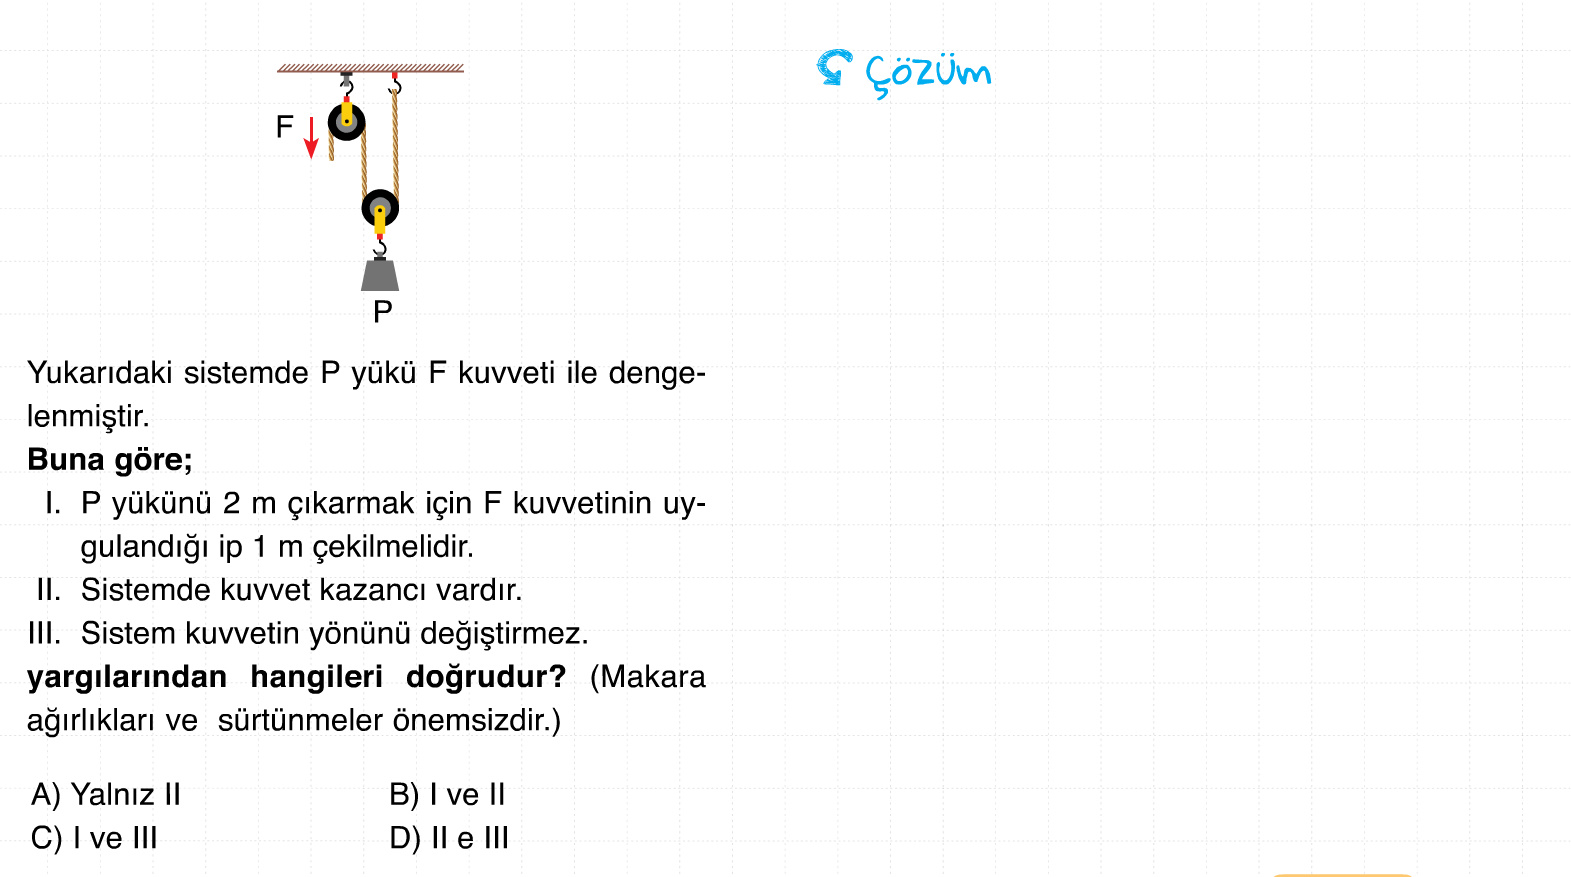 Çözüm
F
P
Yukarıdaki sistemde P yükü F kuvveti ile denge-
lenmiştir.
Buna göre;
I. P yükünü 2 m çıkarmak için F kuvvetinin uy-
gulandığı ip 1 m çekilmelidir.
II. Sistemde kuvvet kazancı vardır.
III. Sistem kuvvetin yönünü değiştirmez.
yargılarından hangileri doğrudur? (Makara
ağırlıkları ve sürtünmeler önemsizdir.)
A) Yalnız II
B) I ve II
C) I ve III
D) II e III